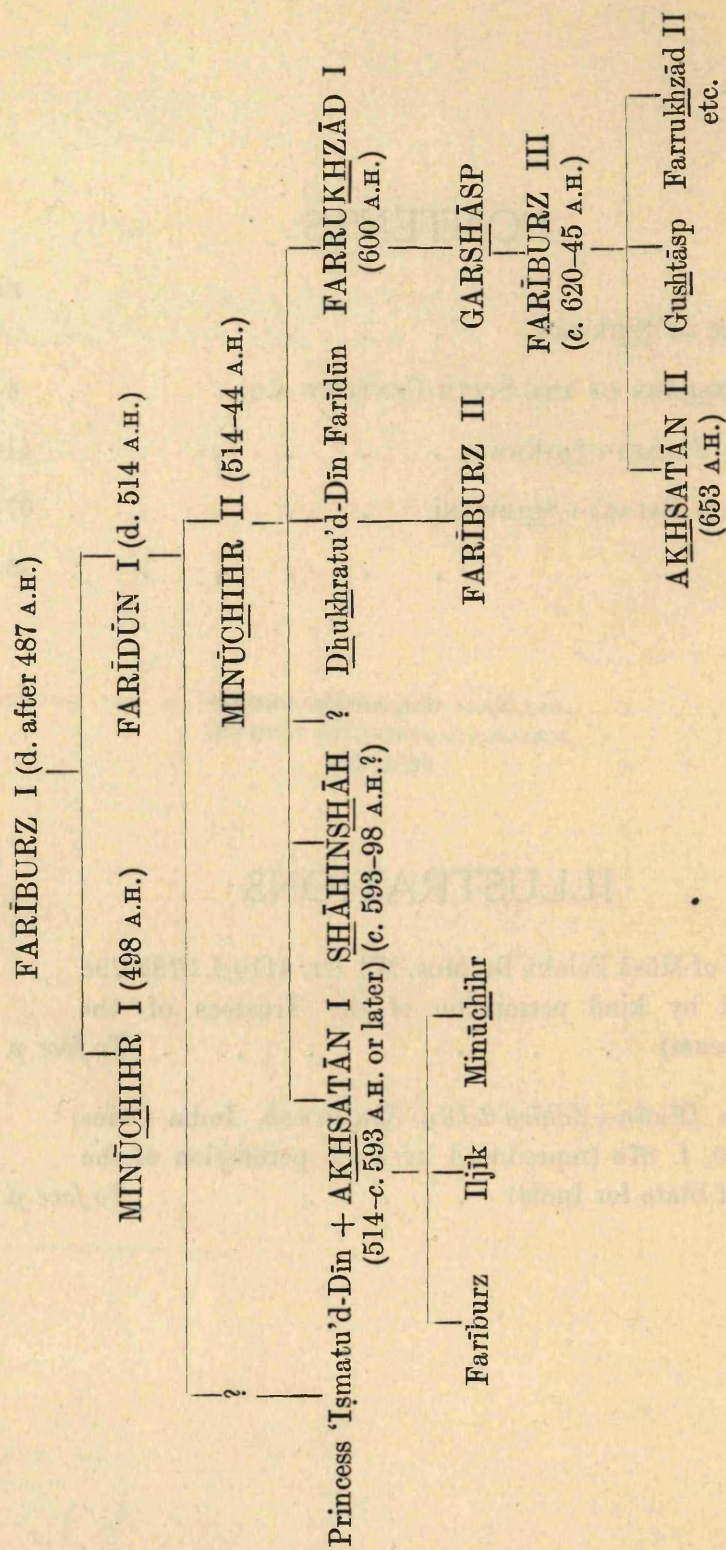 FARĪBURZ I (d. after 487 A.H.)
MINŪCHIHR I (498 A.H.) FARĪDŪN I (d. 514 A.H.)
? MINŪCHIHR II (514-44 A.H.)
Princess ‘Iṣmatu’d-Dīn + AKHSATĀN I SHĀHINSHĀH ? Dhukhratu’d-Dīn Farīdūn FARRUKHZĀD I
(514-c. 593 A.H. or later) (c. 593-98 A.H.?) (600 A.H.)
Farīburz Iljīk Minūchihr FARĪBURZ II GARSHĀSP
FARĪBURZ III
(c. 620-45 A.H.)
AKHSATĀN II Gushtāsp Farrukhzād II
(653 A.H.) etc.